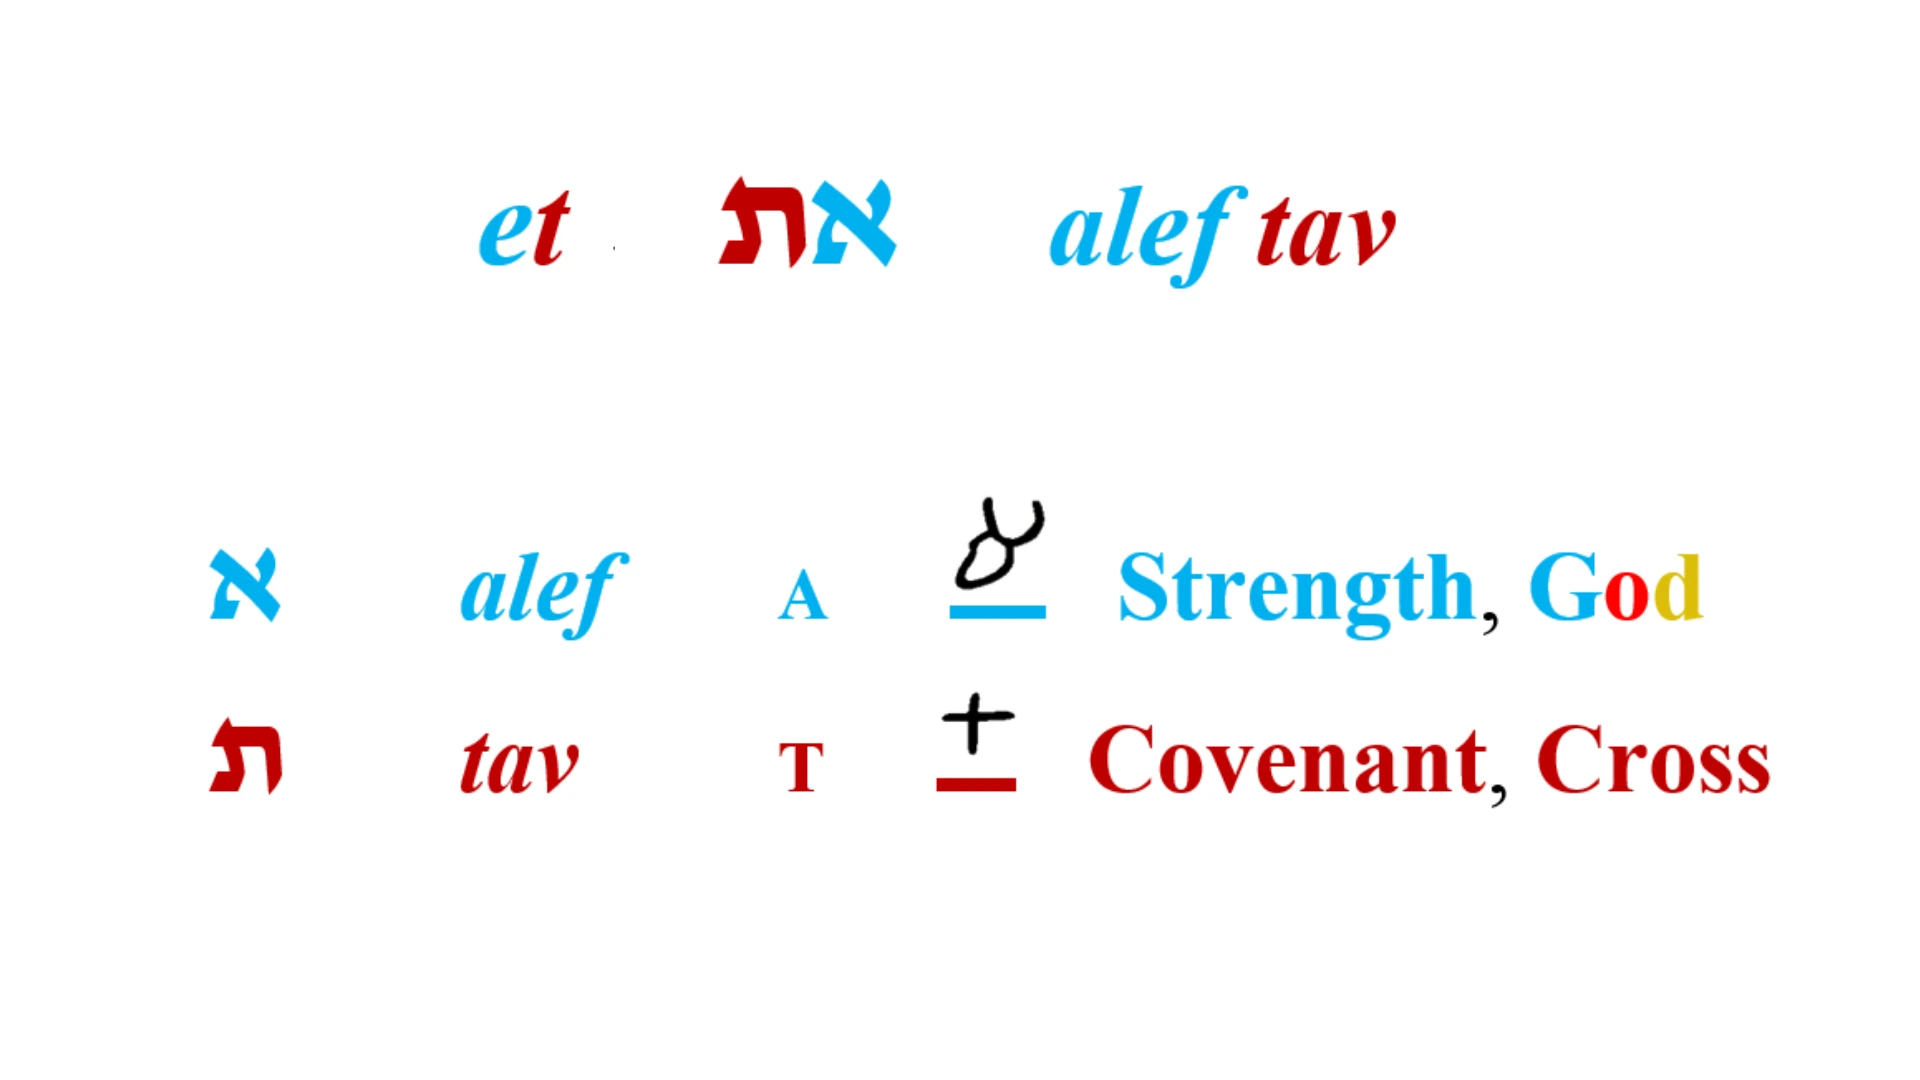 et את alef tav
א alef A Strength, God
ת tav T Covenant, Cross